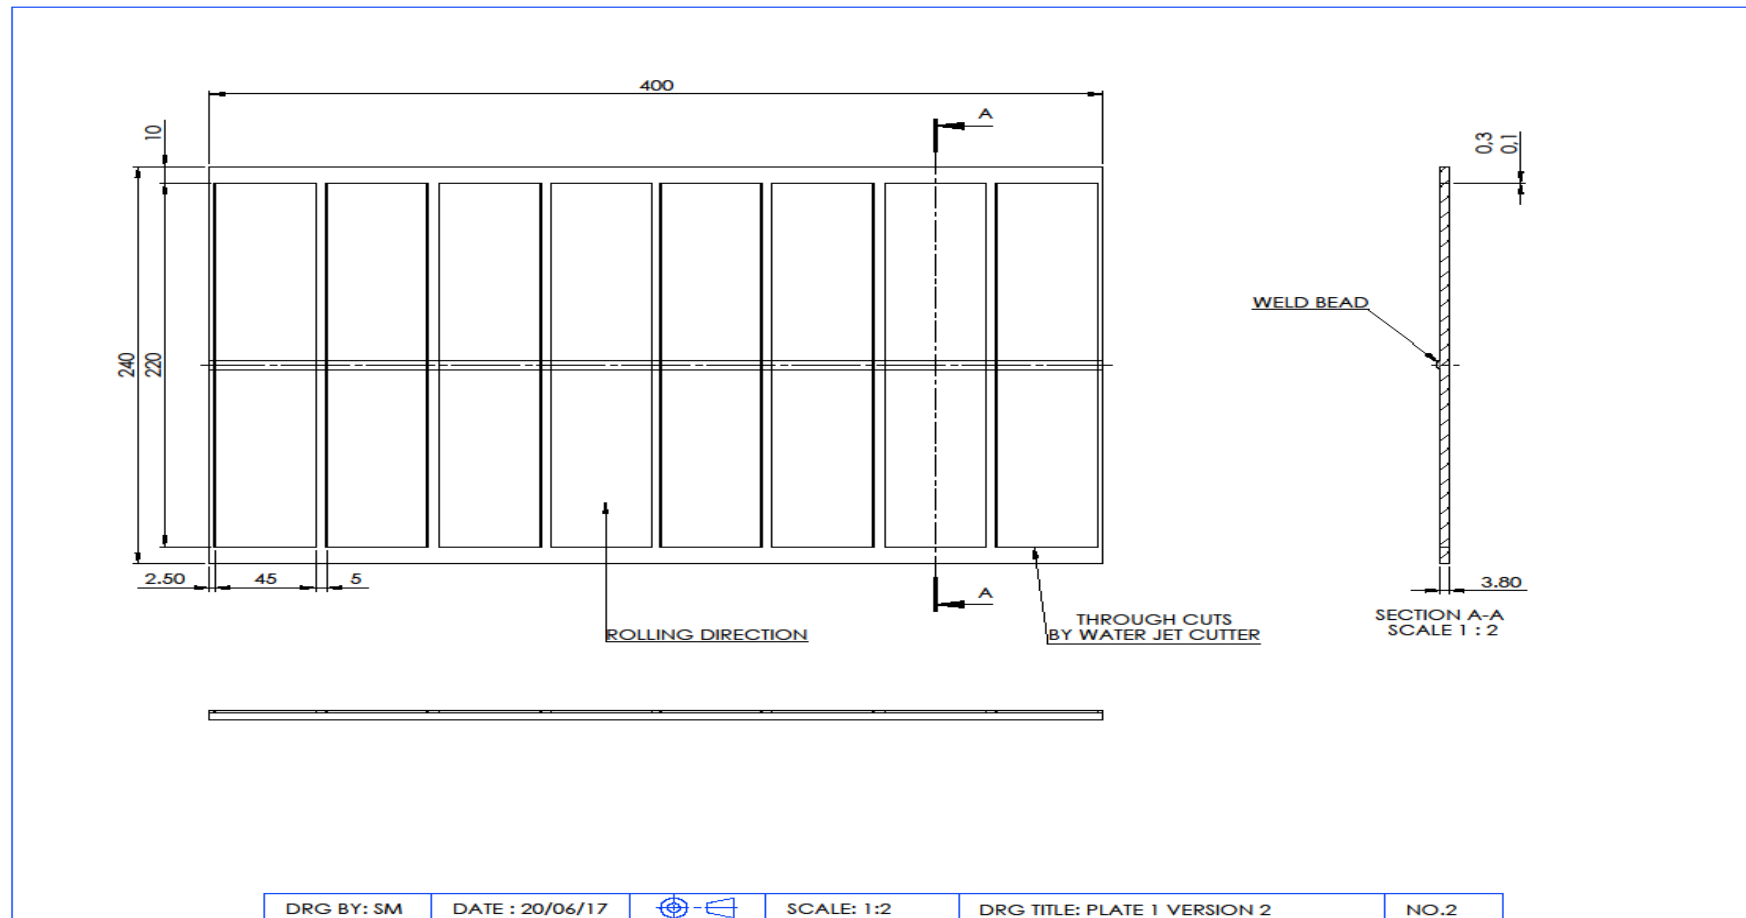 400
A
10
0,3
0,1
WELD BEAD
240
220
2.50
45
5
A
3.80
THROUGH CUTS
BY WATER JET CUTTER
ROLLING DIRECTION
SECTION A-A
SCALE 1 : 2
DRG BY: SM
DATE : 20/06/17
SCALE: 1:2
DRG TITLE: PLATE 1 VERSION 2
NO.2